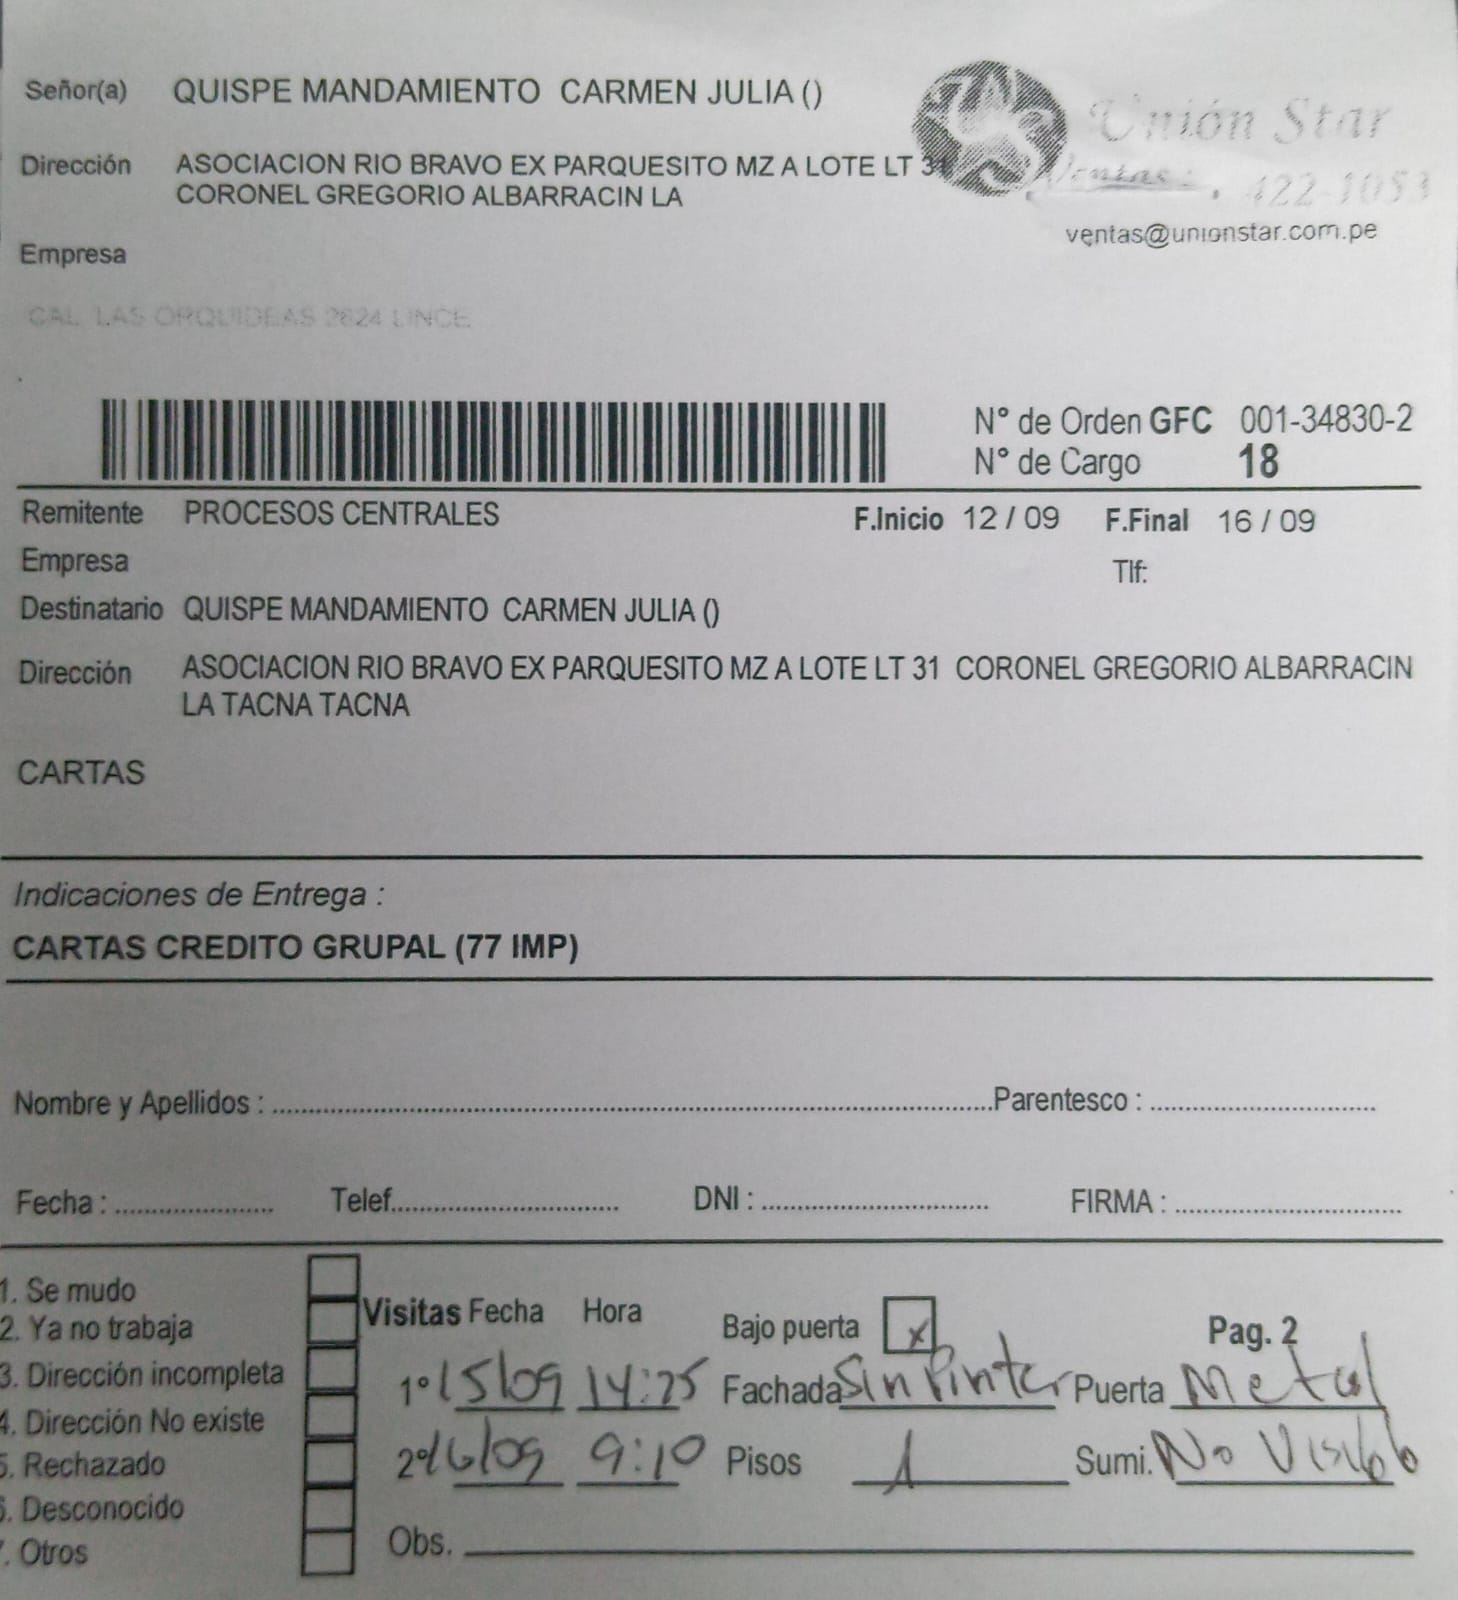 Señor(a) QUISPE MANDAMIENTO CARMEN JULIA ()
Unión Star
Dirección ASOCIACION RIO BRAVO EX PARQUESITO MZ A LOTE LT 31
CORONEL GREGORIO ALBARRACIN LA
Ventas: 422-1053
ventas@unionstar.com.pe
Empresa
CAL LAS ORQUIDEAS 2624 LINCE
N° de Orden GFC 001-34830-2
N° de Cargo 18
Remitente PROCESOS CENTRALES F.Inicio 12 / 09 F.Final 16 / 09
Empresa Tlf:
Destinatario QUISPE MANDAMIENTO CARMEN JULIA ()
Dirección ASOCIACION RIO BRAVO EX PARQUESITO MZ A LOTE LT 31 CORONEL GREGORIO ALBARRACIN
LA TACNA TACNA
CARTAS
Indicaciones de Entrega :
CARTAS CREDITO GRUPAL (77 IMP)
Nombre y Apellidos : Parentesco :
Fecha : Telef. DNI : FIRMA :
1. Se mudo
2. Ya no trabaja
3. Dirección incompleta
4. Dirección No existe
5. Rechazado
6. Desconocido
7. Otros
Visitas Fecha Hora Bajo puerta x Pag. 2
1º 15/09 14:25 Fachada Sin Pintar Puerta Metal
2º 16/09 9:10 Pisos 1 Sumi. No Visible
Obs.